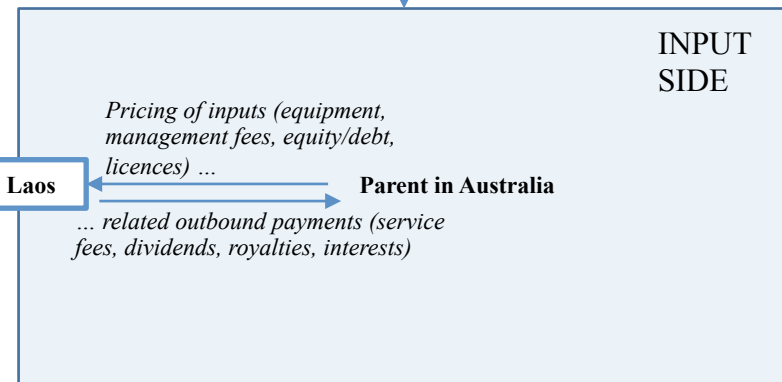 INPUT
SIDE
Pricing of inputs (equipment,
management fees, equity/debt,
licences) …
Laos
Parent in Australia
… related outbound payments (service
fees, dividends, royalties, interests)